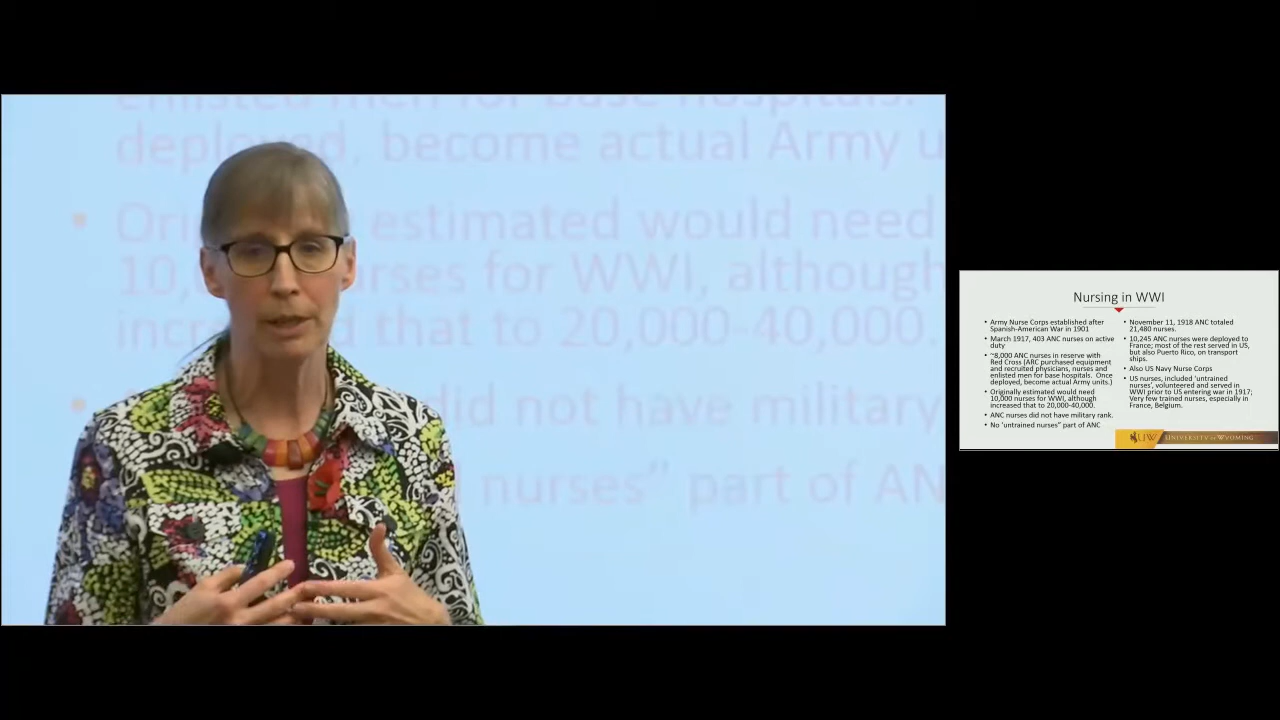 enlisted men for base hospitals.
deployed, become actual Army u
estimated would need
10, nurses for WWI, although
increased that to 20,000-40,000.
did not have military
nurses" part of AN
Nursing in WWI
• Army Nurse Corps established after
Spanish-American War in 1901
• March 1917, 403 ANC nurses on active
duty
• ~8,000 ANC nurses in reserve with
Red Cross (ARC purchased equipment
and recruited physicians, nurses and
enlisted men for base hospitals. Once
deployed, become actual Army units.)
• Originally estimated would need
10,000 nurses for WWI, although
increased that to 20,000-40,000.
• ANC nurses did not have military rank.
• No 'untrained nurses" part of ANC
• November 11, 1918 ANC totaled
21,480 nurses.
• 10,245 ANC nurses were deployed to
France; most of the rest served in US,
but also Puerto Rico, on transport
ships.
• Also US Navy Nurse Corps
• US nurses, included 'untrained
nurses', volunteered and served in
WWI prior to US entering war in 1917;
Very few trained nurses, especially in
France, Belgium.
UW UNIVERSITY OF WYOMING